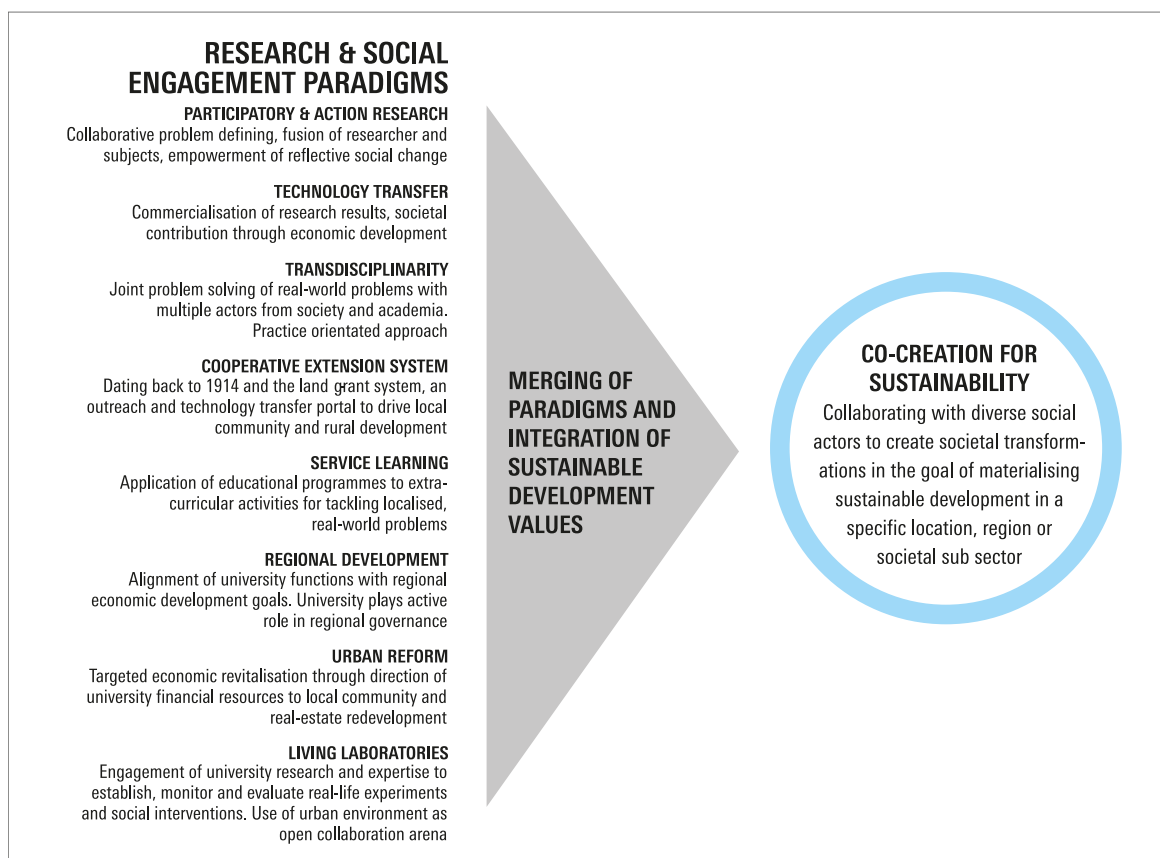 RESEARCH & SOCIAL
ENGAGEMENT PARADIGMS
PARTICIPATORY & ACTION RESEARCH
Collaborative problem defining, fusion of researcher and
subjects, empowerment of reflective social change
TECHNOLOGY TRANSFER
Commercialisation of research results, societal
contribution through economic development
TRANSDISCIPLINARITY
Joint problem solving of real-world problems with
multiple actors from society and academia.
Practice orientated approach
COOPERATIVE EXTENSION SYSTEM
Dating back to 1914 and the land grant system, an
outreach and technology transfer portal to drive local
community and rural development
SERVICE LEARNING
Application of educational programmes to extra-
curricular activities for tackling localised,
real-world problems
REGIONAL DEVELOPMENT
Alignment of university functions with regional
economic development goals. University plays active
role in regional governance
URBAN REFORM
Targeted economic revitalisation through direction of
university financial resources to local community and
real-estate redevelopment
LIVING LABORATORIES
Engagement of university research and expertise to
establish, monitor and evaluate real-life experiments
and social interventions. Use of urban environment as
open collaboration arena
MERGING OF
PARADIGMS AND
INTEGRATION OF
SUSTAINABLE
DEVELOPMENT
VALUES
CO-CREATION FOR
SUSTAINABILITY
Collaborating with diverse social
actors to create societal transform-
ations in the goal of materialising
sustainable development in a
specific location, region or
societal sub sector